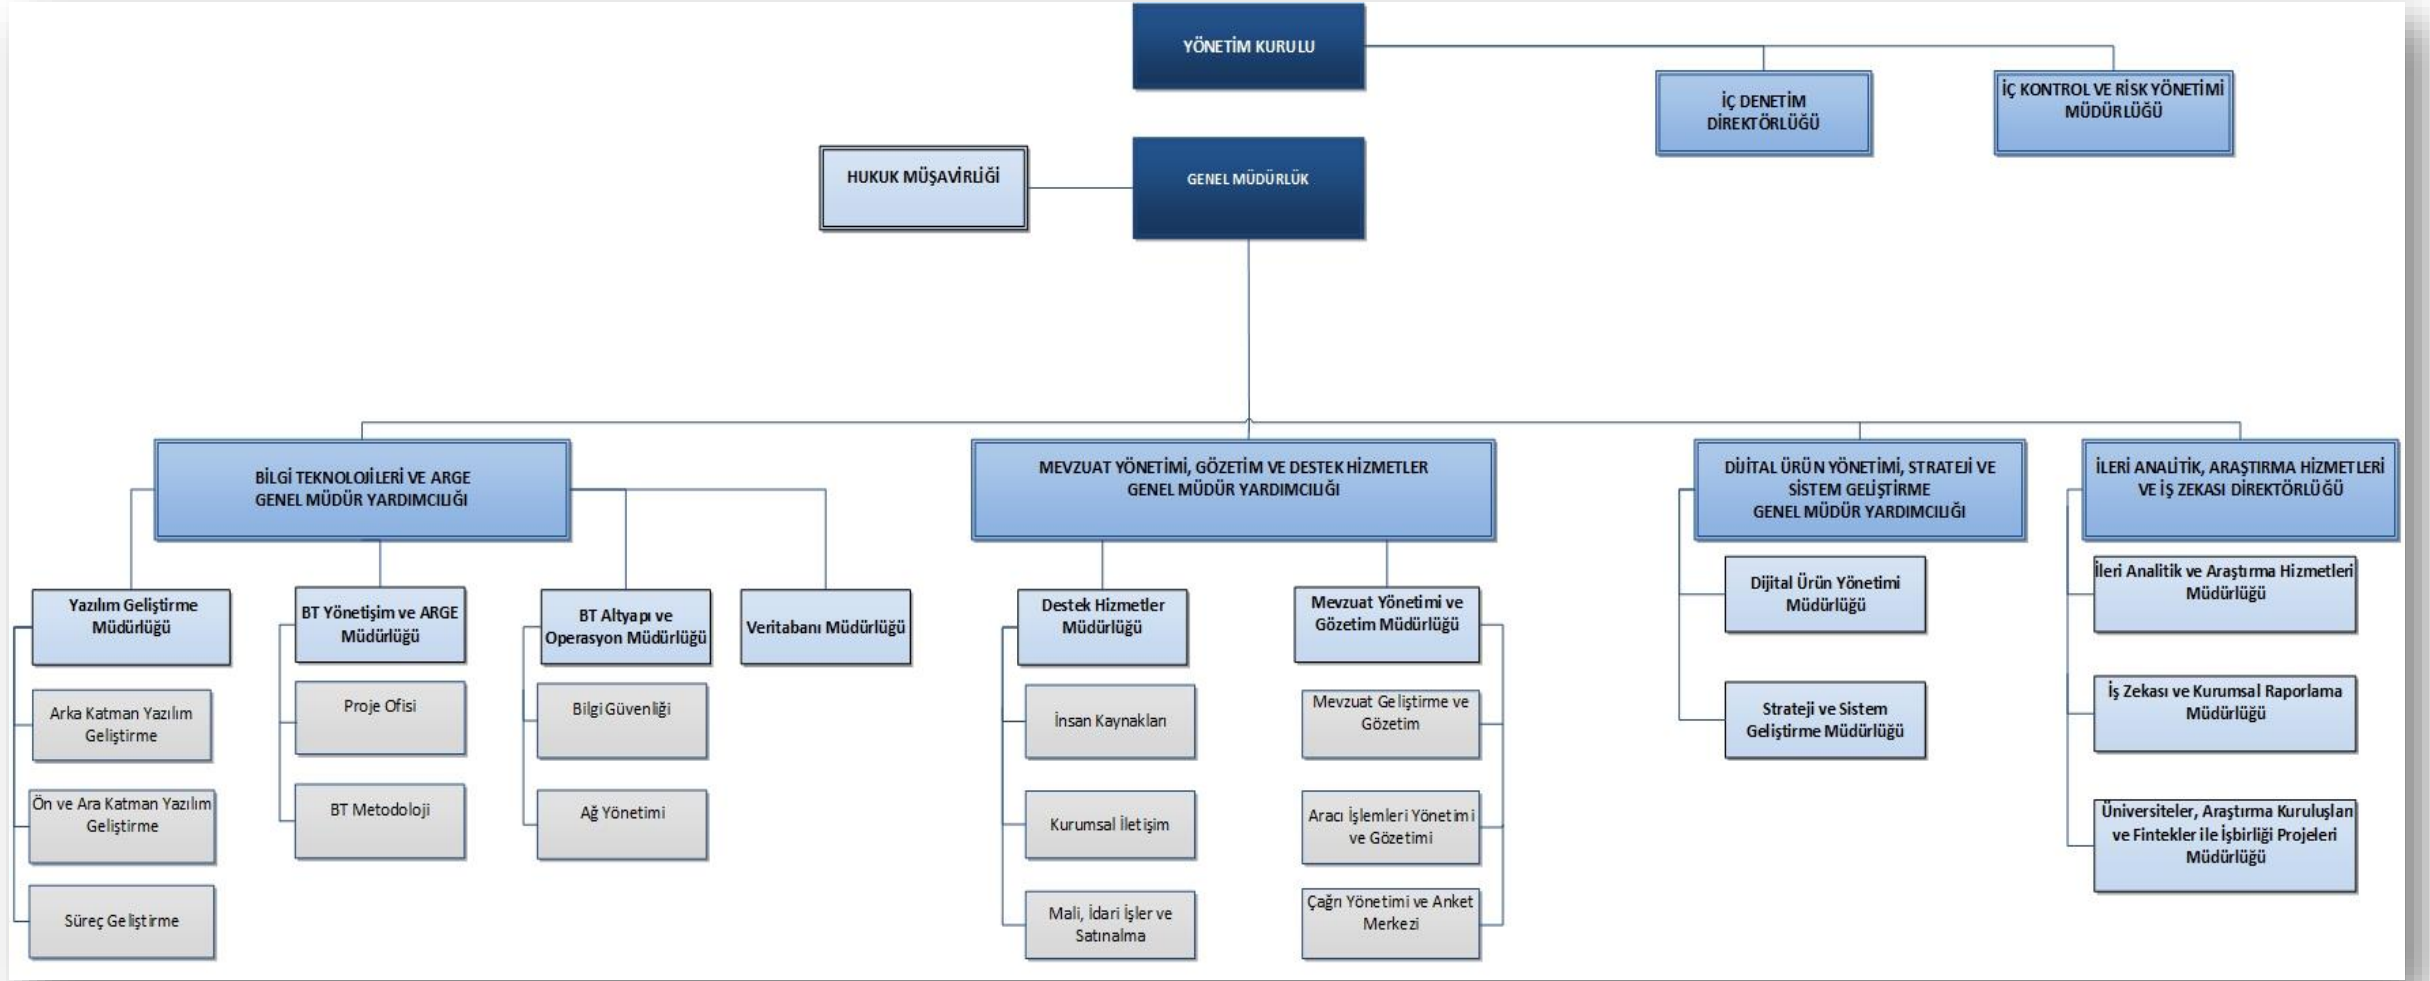 YÖNETİM KURULU
İÇ DENETİM
DİREKTÖRLÜĞÜ
İÇ KONTROL VE RİSK YÖNETİMİ
MÜDÜRLÜĞÜ
HUKUK MÜŞAVİRLİĞİ
GENEL MÜDÜRLÜK
BİLGİ TEKNOLOJİLERİ VE ARGE
GENEL MÜDÜR YARDIMCILIĞI
MEVZUAT YÖNETİMİ, GÖZETİM VE DESTEK HİZMETLER
GENEL MÜDÜR YARDIMCILIĞI
DİJİTAL ÜRÜN YÖNETİMİ, STRATEJİ VE
SİSTEM GELİŞTİRME
GENEL MÜDÜR YARDIMCILIĞI
İLERİ ANALİTİK, ARAŞTIRMA HİZMETLERİ
VE İŞ ZEKASI DİREKTÖRLÜĞÜ
Yazılım Geliştirme
Müdürlüğü
Arka Katman Yazılım
Geliştirme
Ön ve Ara Katman Yazılım
Geliştirme
Süreç Geliştirme
BT Yönetişim ve ARGE
Müdürlüğü
Proje Ofisi
BT Metodoloji
BT Altyapı ve
Operasyon Müdürlüğü
Bilgi Güvenliği
Ağ Yönetimi
Veritabanı Müdürlüğü
Destek Hizmetler
Müdürlüğü
İnsan Kaynakları
Kurumsal İletişim
Mali, İdari İşler ve
Satınalma
Mevzuat Yönetimi ve
Gözetim Müdürlüğü
Mevzuat Geliştirme ve
Gözetim
Aracı İşlemleri Yönetimi
ve Gözetimi
Çağrı Yönetimi ve Anket
Merkezi
Dijital Ürün Yönetimi
Müdürlüğü
Strateji ve Sistem
Geliştirme Müdürlüğü
İleri Analitik ve Araştırma Hizmetleri
Müdürlüğü
İş Zekası ve Kurumsal Raporlama
Müdürlüğü
Üniversiteler, Araştırma Kuruluşları
ve Fintekler ile İşbirliği Projeleri
Müdürlüğü